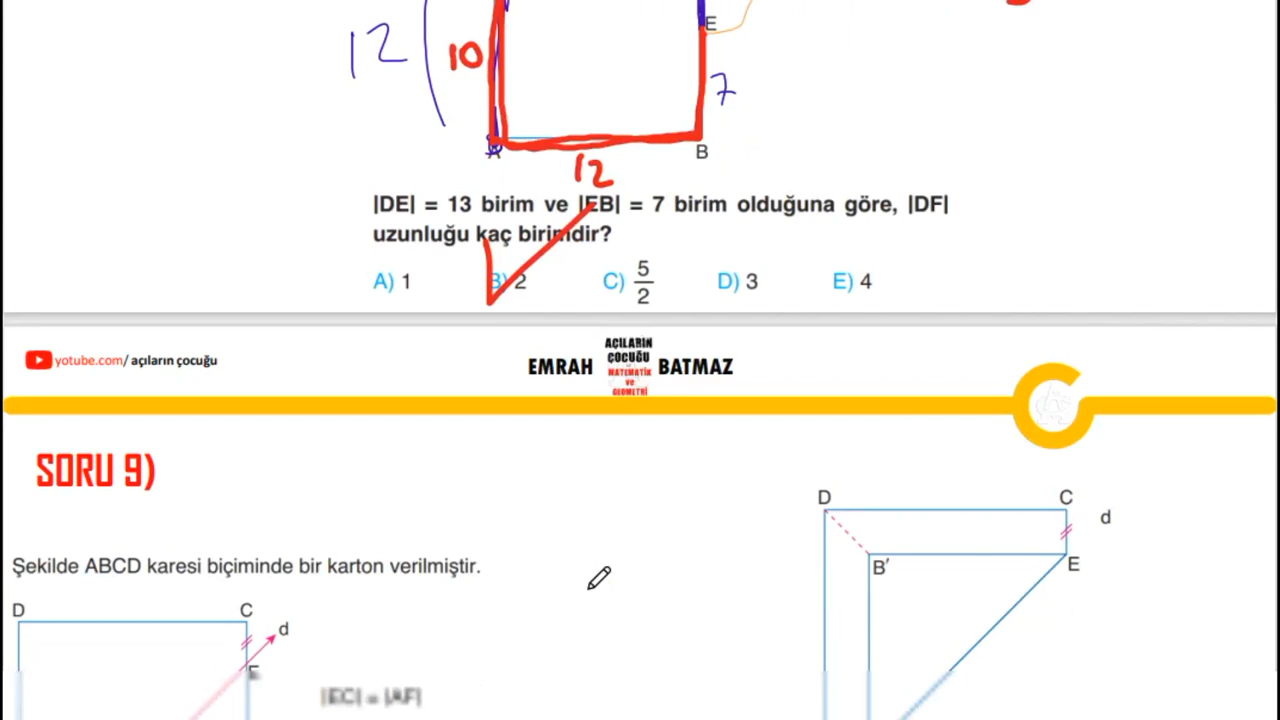 E
12
10
7
A
B
12
|DE| = 13 birim ve |EB| = 7 birim olduğuna göre, |DF|
uzunluğu kaç birimdir?
A) 1 B) 2 C) 5/2 D) 3 E) 4
yotube.com/ açıların çocuğu
EMRAH AÇILARIN ÇOCUĞU MATEMATİK ve GEOMETRİ BATMAZ
SORU 9)
D C
d
B′ E
Şekilde ABCD karesi biçiminde bir karton verilmiştir.
D C
d
E
|EC| = |AF|